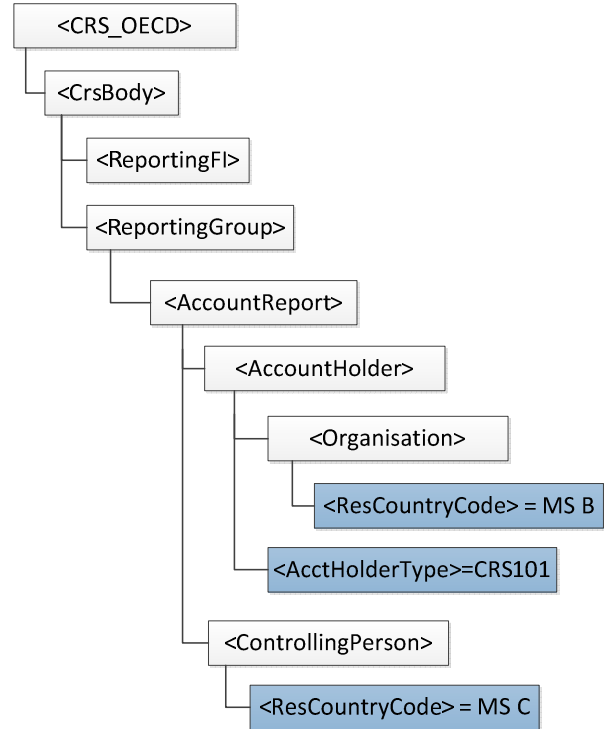 <CRS_OECD>
<CrsBody>
<ReportingFI>
<ReportingGroup>
<AccountReport>
<AccountHolder>
<Organisation>
<ResCountryCode> = MS B
<AcctHolderType>=CRS101
<ControllingPerson>
<ResCountryCode> = MS C